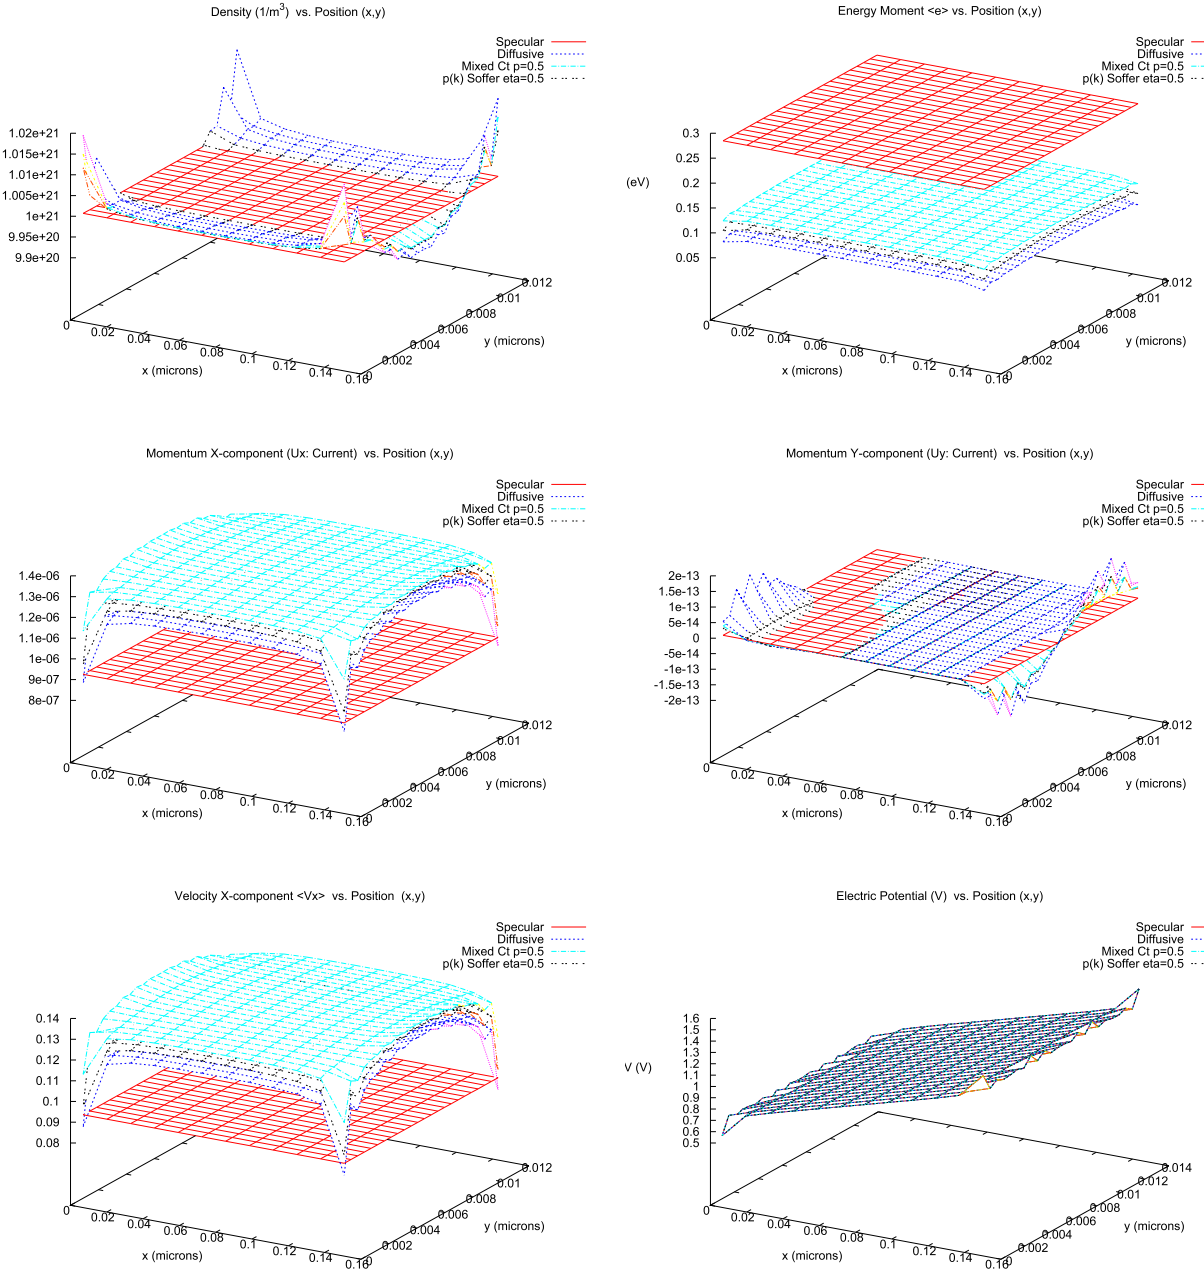 Density (1/m³) vs. Position (x,y)
Specular
Diffusive
Mixed Ct p=0.5
p(k) Soffer eta=0.5
1.02e+21
1.015e+21
1.01e+21
1.005e+21
1e+21
9.95e+20
9.9e+20
0
0.02
0.04
0.06
0.08
0.1
0.12
0.14
0.16
x (microns)
0
0.002
0.004
0.006
0.008
0.01
0.012
y (microns)
Energy Moment <e> vs. Position (x,y)
Specular
Diffusive
Mixed Ct p=0.5
p(k) Soffer eta=0.5
0.3
0.25
0.2
0.15
0.1
0.05
(eV)
0
0.02
0.04
0.06
0.08
0.1
0.12
0.14
0.16
x (microns)
0
0.002
0.004
0.006
0.008
0.01
0.012
y (microns)
Momentum X-component (Ux: Current) vs. Position (x,y)
Specular
Diffusive
Mixed Ct p=0.5
p(k) Soffer eta=0.5
1.4e-06
1.3e-06
1.2e-06
1.1e-06
1e-06
9e-07
8e-07
0
0.02
0.04
0.06
0.08
0.1
0.12
0.14
0.16
x (microns)
0
0.002
0.004
0.006
0.008
0.01
0.012
y (microns)
Momentum Y-component (Uy: Current) vs. Position (x,y)
Specular
Diffusive
Mixed Ct p=0.5
p(k) Soffer eta=0.5
2e-13
1.5e-13
1e-13
5e-14
0
-5e-14
-1e-13
-1.5e-13
-2e-13
0
0.02
0.04
0.06
0.08
0.1
0.12
0.14
0.16
x (microns)
0
0.002
0.004
0.006
0.008
0.01
0.012
y (microns)
Velocity X-component <Vx> vs. Position (x,y)
Specular
Diffusive
Mixed Ct p=0.5
p(k) Soffer eta=0.5
0.14
0.13
0.12
0.11
0.1
0.09
0.08
0
0.02
0.04
0.06
0.08
0.1
0.12
0.14
0.16
x (microns)
0
0.002
0.004
0.006
0.008
0.01
0.012
y (microns)
Electric Potential (V) vs. Position (x,y)
Specular
Diffusive
Mixed Ct p=0.5
p(k) Soffer eta=0.5
1.6
1.5
1.4
1.3
1.2
1.1
1
0.9
0.8
0.7
0.6
0.5
V (V)
0
0.02
0.04
0.06
0.08
0.1
0.12
0.14
0.16
x (microns)
0
0.002
0.004
0.006
0.008
0.01
0.012
0.014
y (microns)